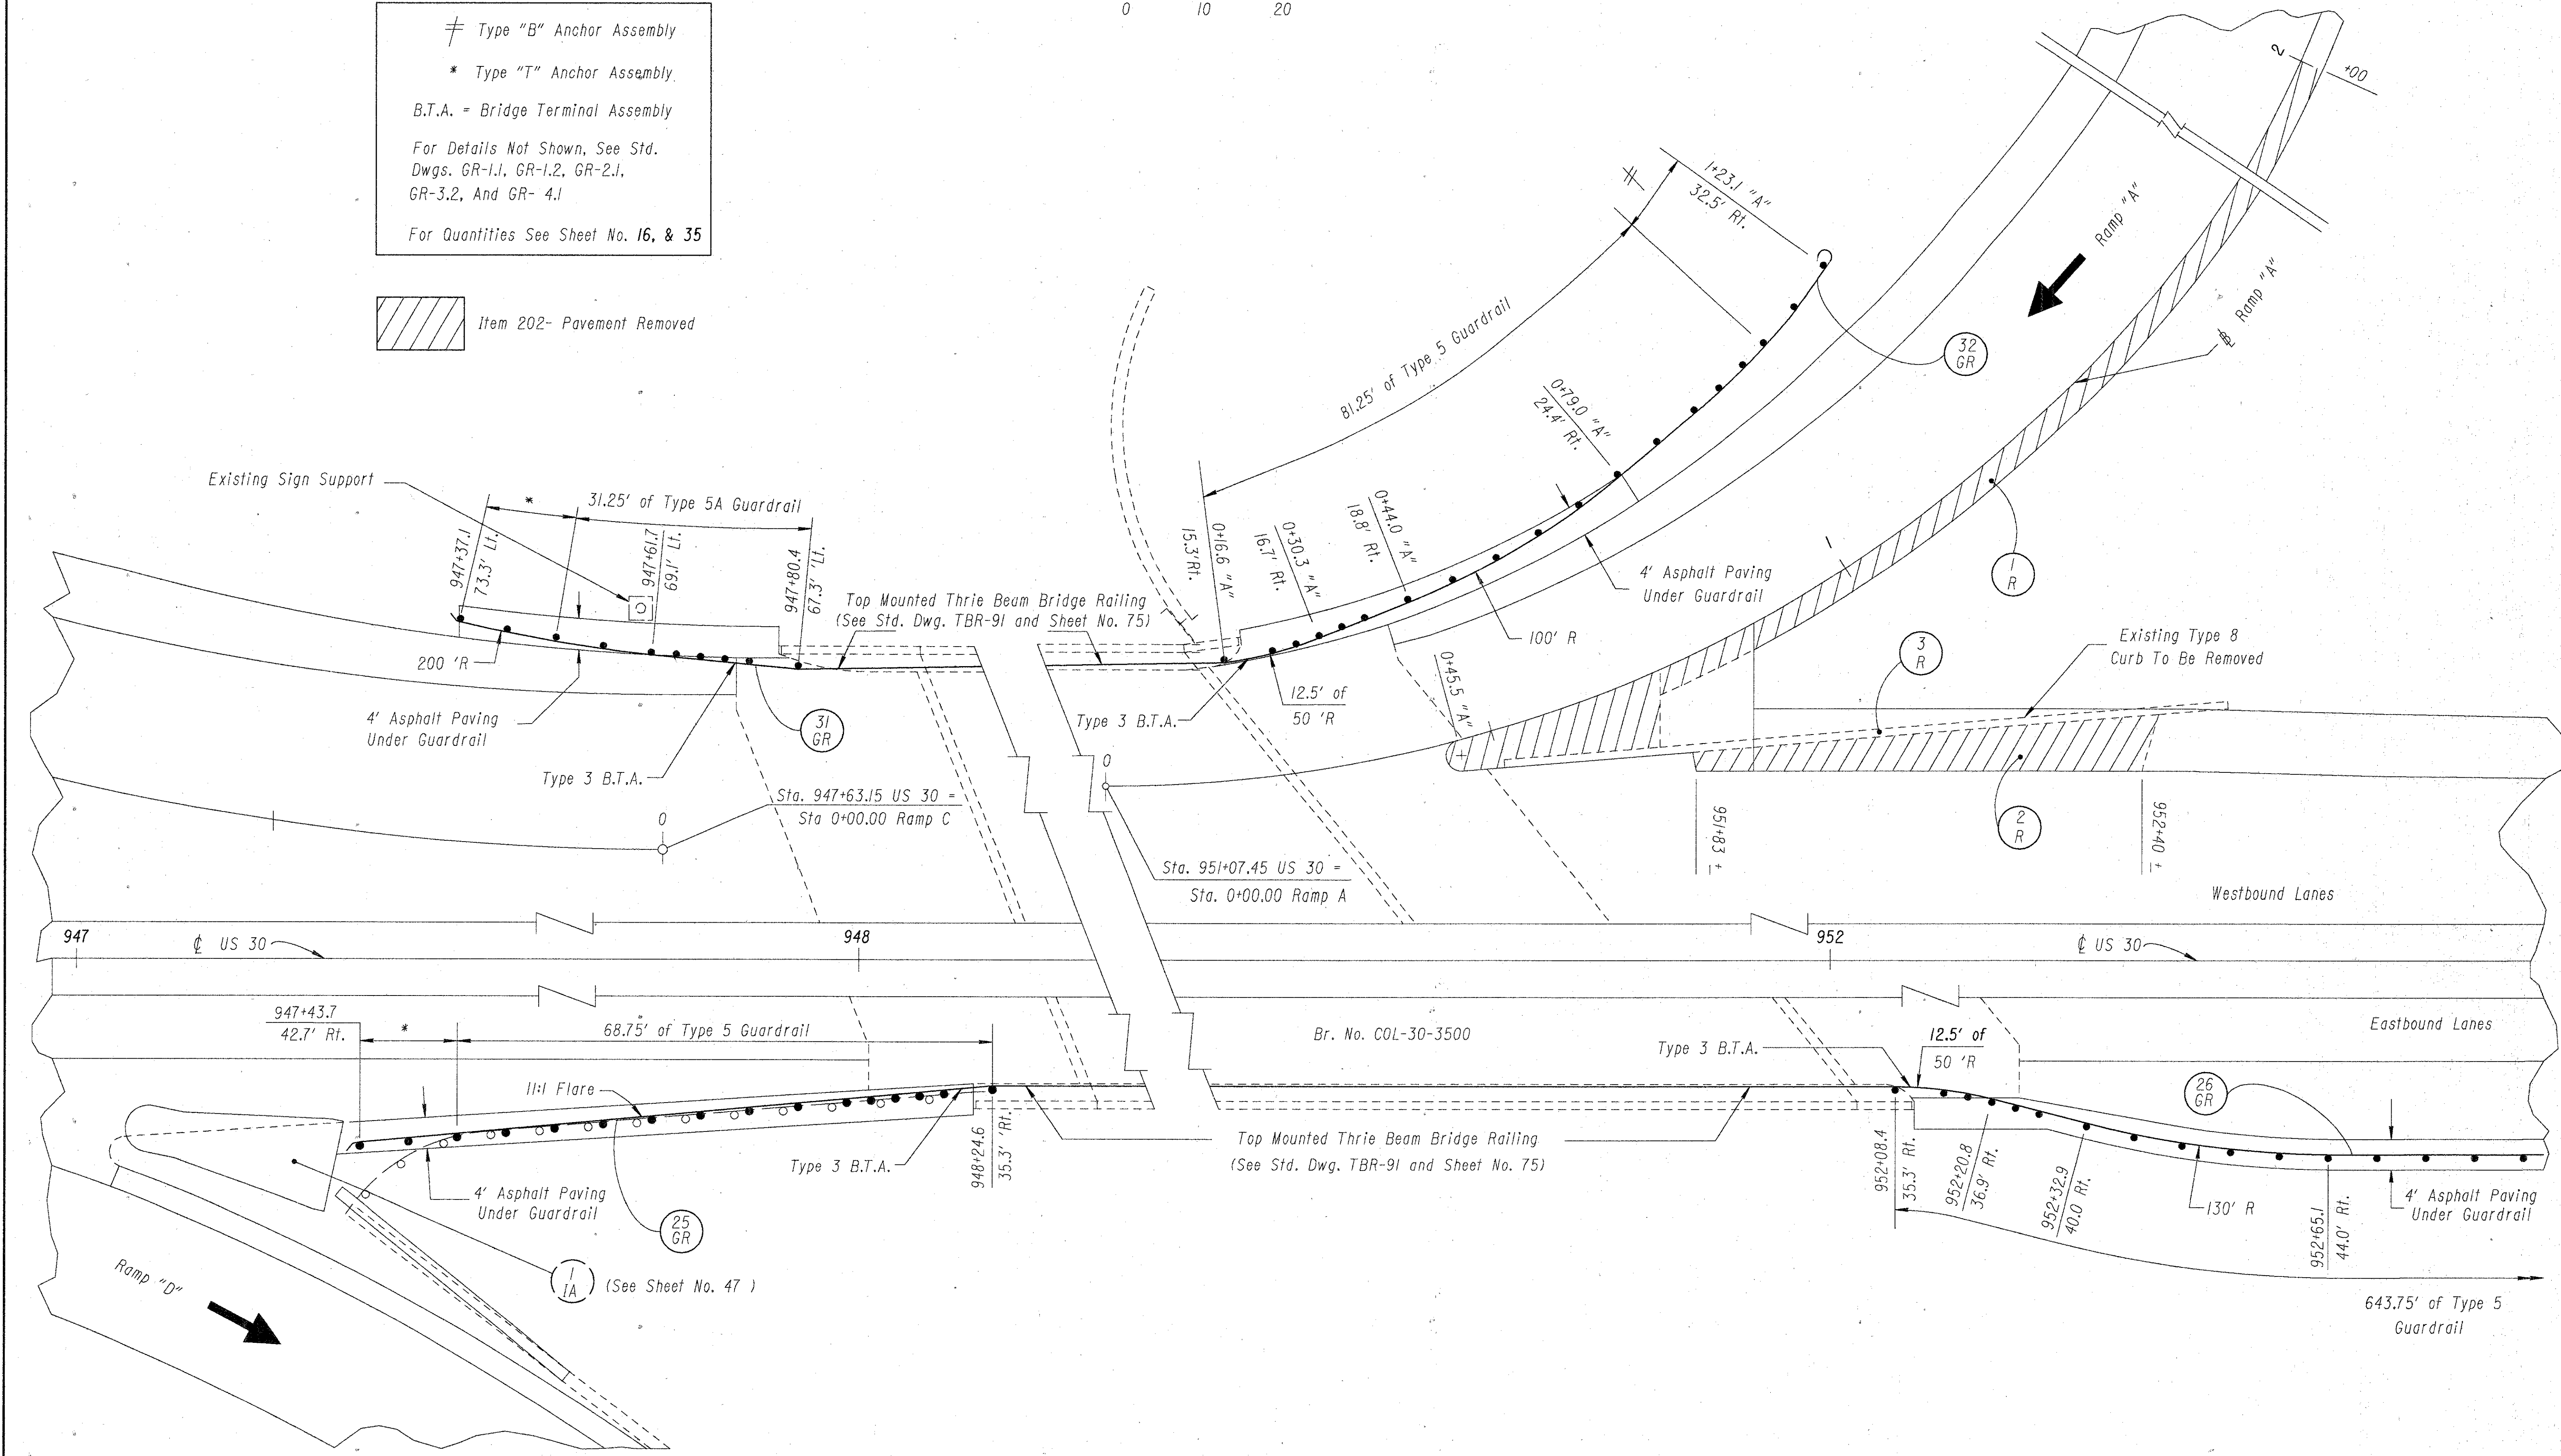 0 10 20
Type "B" Anchor Assembly
* Type "T" Anchor Assembly
B.T.A. = Bridge Terminal Assembly
For Details Not Shown, See Std.
Dwgs. GR-1.1, GR-1.2, GR-2.1,
GR-3.2, And GR- 4.1
For Quantities See Sheet No. 16, & 35
Item 202- Pavement Removed
2
+00
1+23.1 "A"
32.5' Rt.
Ramp "A"
81.25' of Type 5 Guardrail
32
GR
℄ Ramp "A"
0+79.0 "A"
24.4' Rt.
Existing Sign Support
*
31.25' of Type 5A Guardrail
947+37.1
73.3' Lt.
947+61.7
69.1' Lt.
947+80.4
67.3' 'Lt.
0+16.6 "A"
15.3'Rt.
0+30.3 "A"
16.7' Rt.
0+44.0 "A"
18.8' Rt.
1
1
R
4' Asphalt Paving
Under Guardrail
Top Mounted Thrie Beam Bridge Railing
(See Std. Dwg. TBR-91 and Sheet No. 75)
100' R
200 'R
0+45.5 "A"
3
R
Existing Type 8
Curb To Be Removed
12.5' of
50 'R
Type 3 B.T.A.
4' Asphalt Paving
Under Guardrail
31
GR
Type 3 B.T.A.
0
Sta. 947+63.15 US 30 =
Sta 0+00.00 Ramp C
0
Sta. 951+07.45 US 30 =
Sta. 0+00.00 Ramp A
951+83 ±
2
R
952+40 ±
Westbound Lanes
947
℄ US 30
948
952
℄ US 30
947+43.7
42.7' Rt.
*
68.75' of Type 5 Guardrail
Br. No. COL-30-3500
Type 3 B.T.A.
12.5' of
50 'R
Eastbound Lanes
11:1 Flare
26
GR
Type 3 B.T.A.
948+24.6
35.3' 'Rt.
Top Mounted Thrie Beam Bridge Railing
(See Std. Dwg. TBR-91 and Sheet No. 75)
952+08.4
35.3' Rt.
952+20.8
36.9' Rt.
952+32.9
40.0' Rt.
130' R
952+65.1
44.0' Rt.
4' Asphalt Paving
Under Guardrail
4' Asphalt Paving
Under Guardrail
25
GR
1
1A
(See Sheet No. 47 )
Ramp "D"
643.75' of Type 5
Guardrail